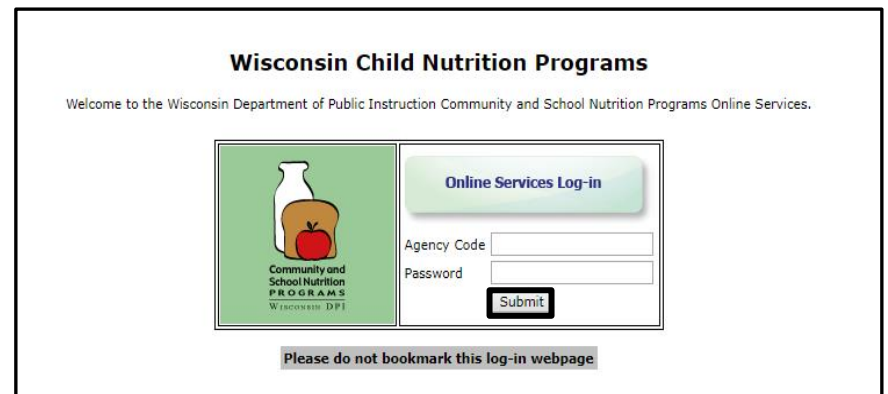 Wisconsin Child Nutrition Programs
Welcome to the Wisconsin Department of Public Instruction Community and School Nutrition Programs Online Services.
Community and
School Nutrition
PROGRAMS
WISCONSIN DPI
Online Services Log-in
Agency Code
Password
Submit
Please do not bookmark this log-in webpage